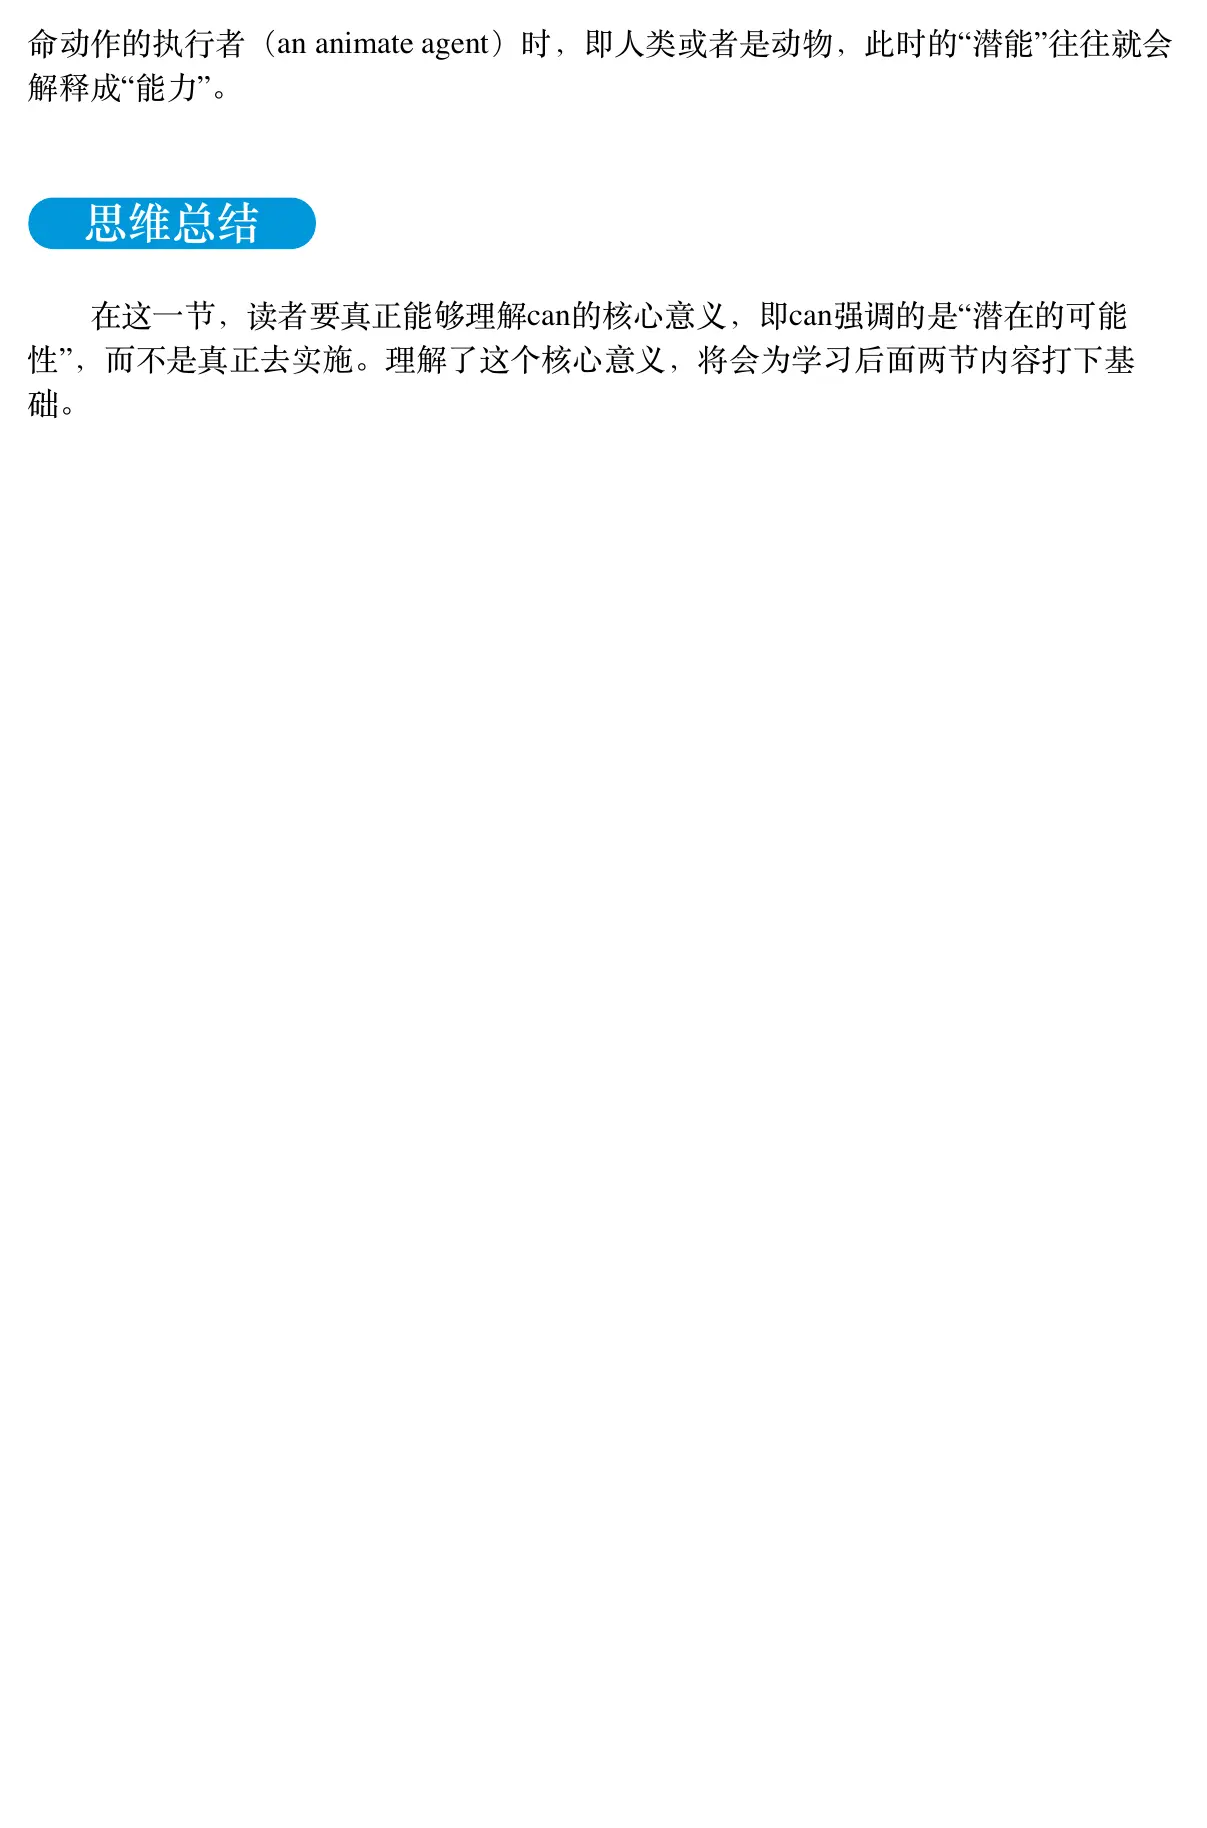 命动作的执行者（an animate agent）时，即人类或者是动物，此时的“潜能”往往就会
解释成“能力”。
思维总结
在这一节，读者要真正能够理解can的核心意义，即can强调的是“潜在的可能
性”，而不是真正去实施。理解了这个核心意义，将会为学习后面两节内容打下基
础。